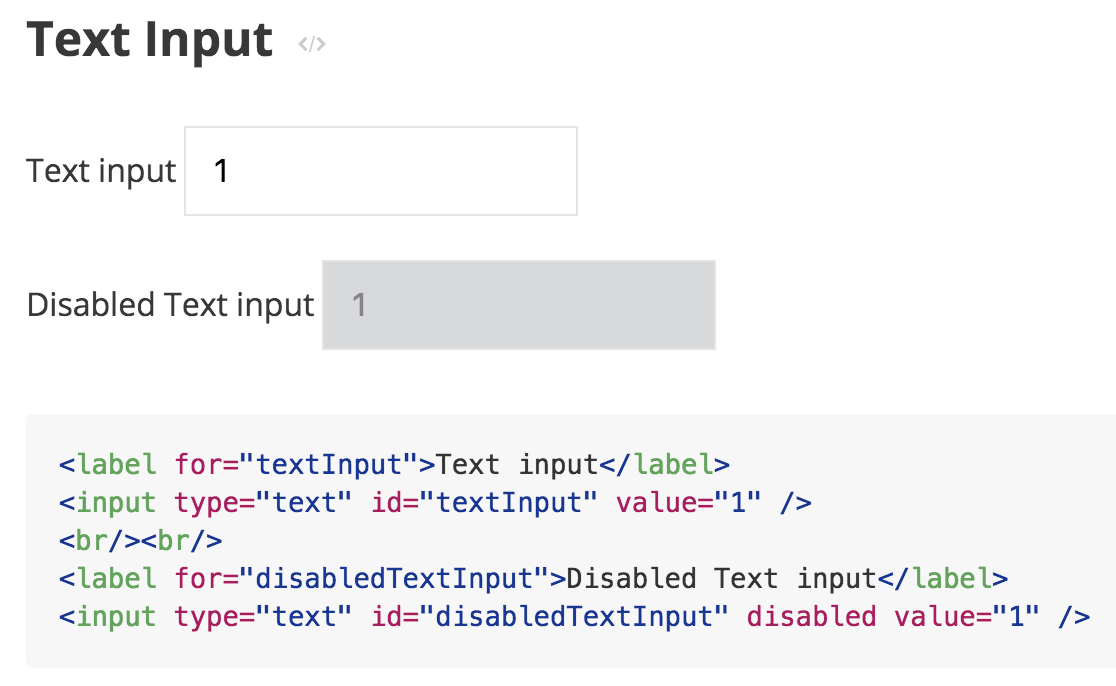 Text Input </>
Text input 1
Disabled Text input 1
<label for="textInput">Text input</label>
<input type="text" id="textInput" value="1" />
<br/><br/>
<label for="disabledTextInput">Disabled Text input</label>
<input type="text" id="disabledTextInput" disabled value="1" />